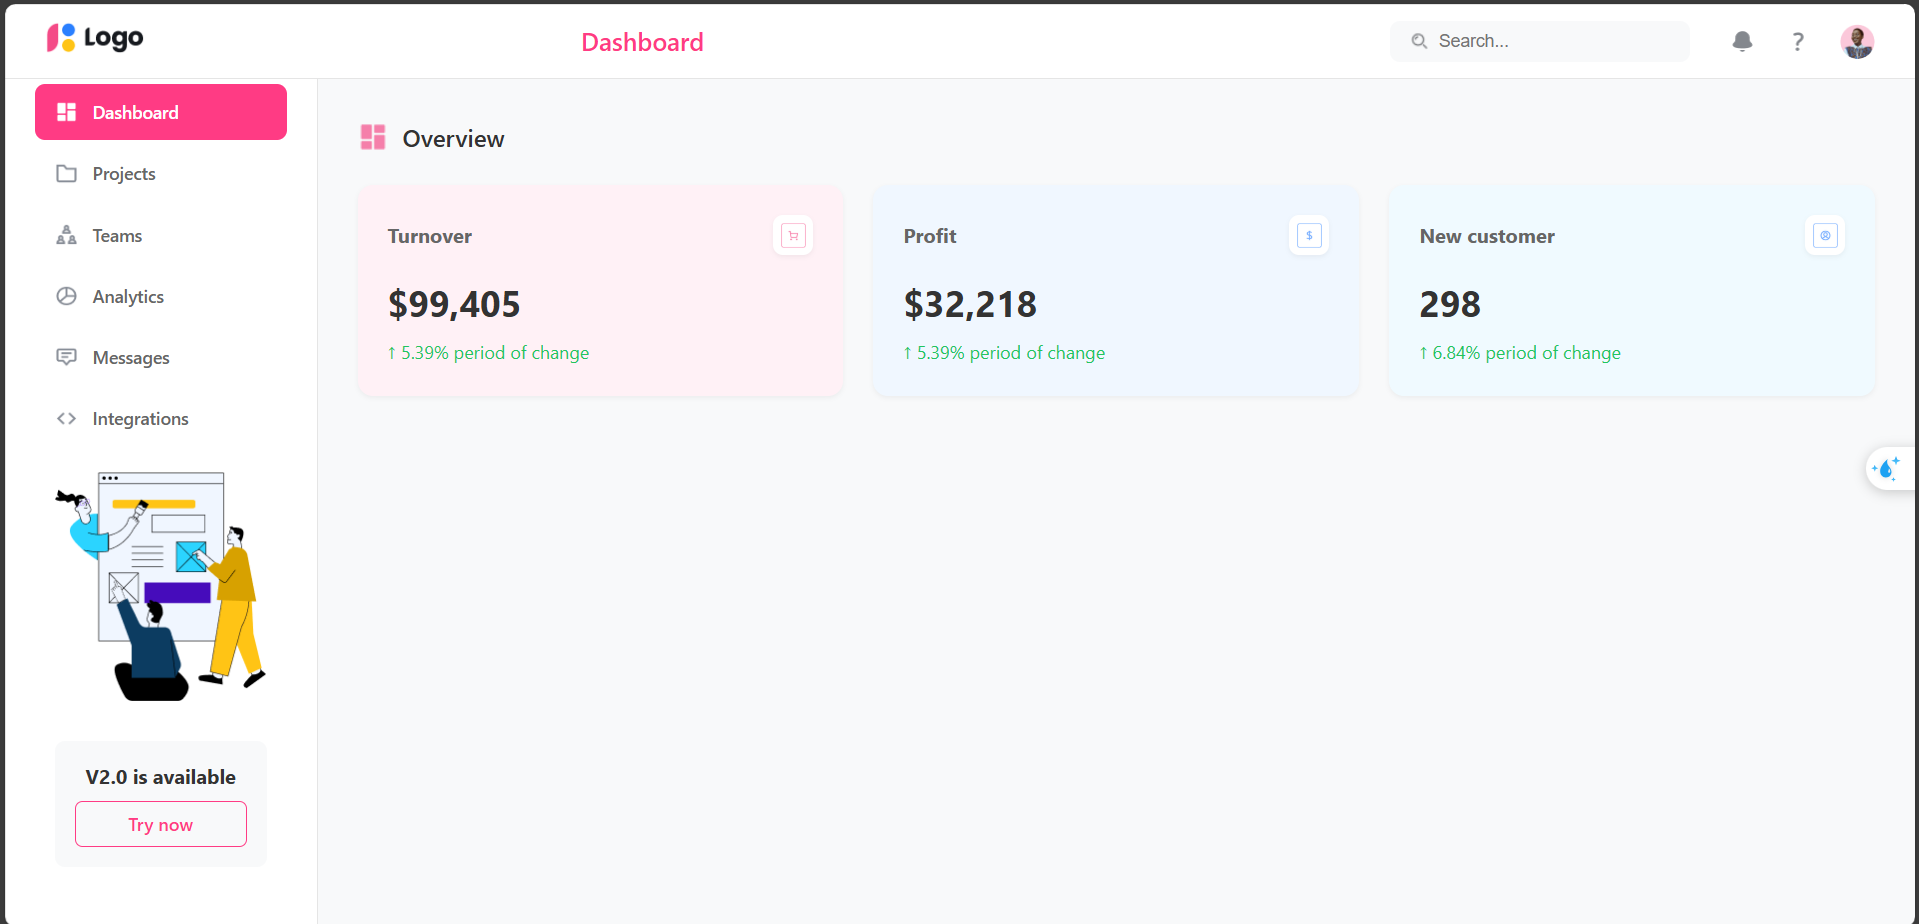 Logo
Dashboard
Search...
?
Dashboard
Projects
Teams
Analytics
Messages
Integrations
V2.0 is available
Try now
Overview
Turnover
$99,405
↑ 5.39% period of change
Profit
$
$32,218
↑ 5.39% period of change
New customer
298
↑ 6.84% period of change